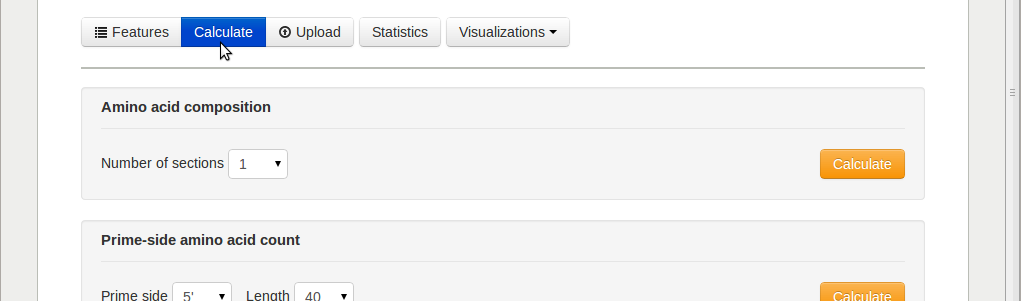 Features Calculate Upload Statistics Visualizations
Amino acid composition
Number of sections 1 Calculate
Prime-side amino acid count
Prime side 5' Length 40 Calculate